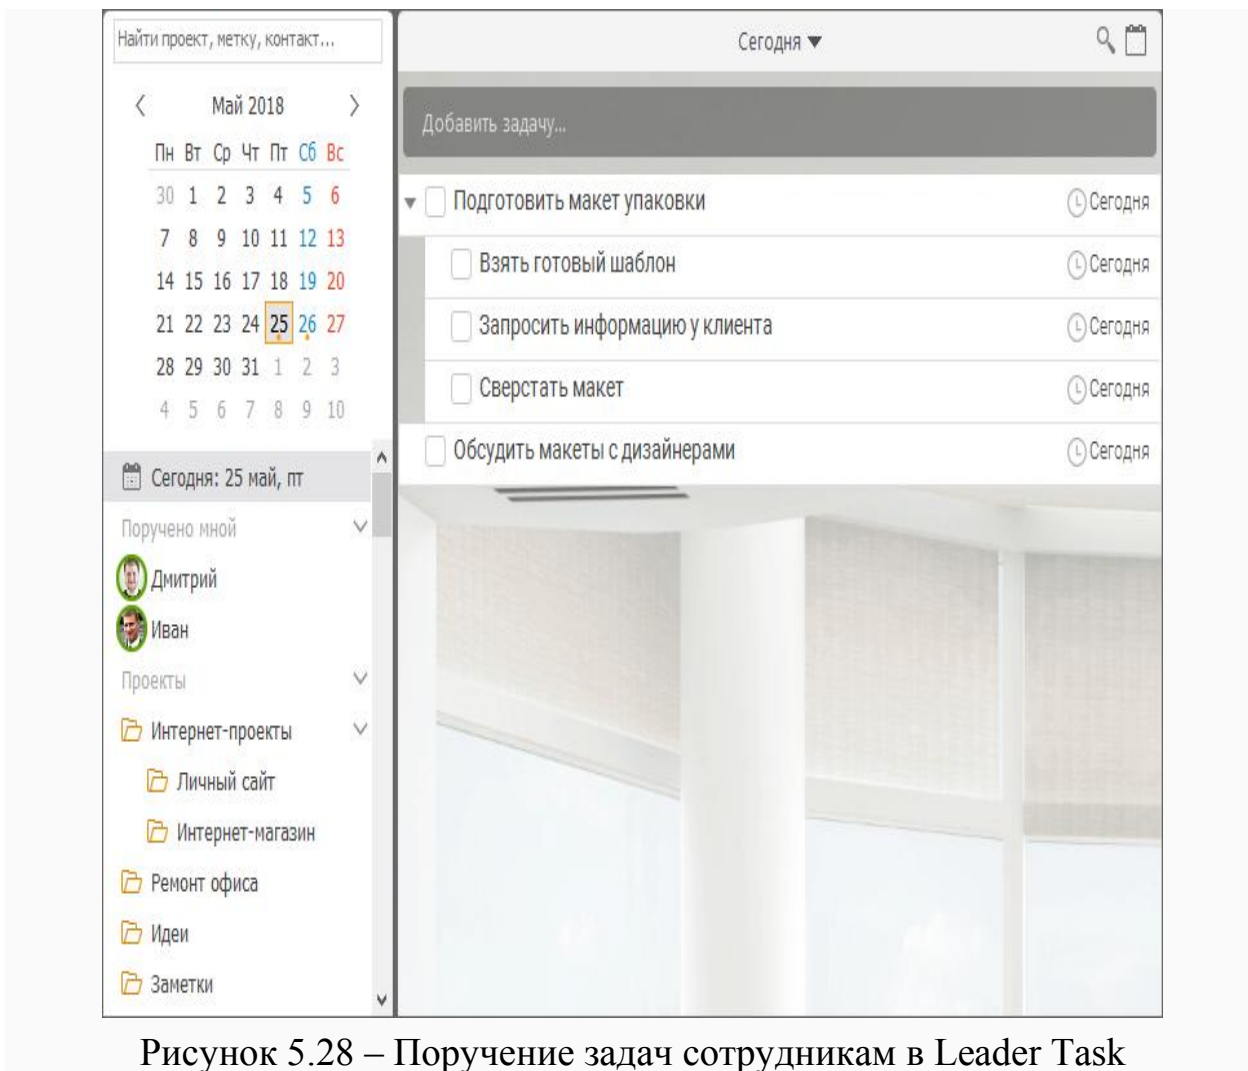 Найти проект, метку, контакт...
Май 2018
Пн Вт Ср Чт Пт Сб Вс
30 1 2 3 4 5 6
7 8 9 10 11 12 13
14 15 16 17 18 19 20
21 22 23 24 25 26 27
28 29 30 31 1 2 3
4 5 6 7 8 9 10
Сегодня: 25 май, пт
Поручено мной
Дмитрий
Иван
Проекты
Интернет-проекты
Личный сайт
Интернет-магазин
Ремонт офиса
Идеи
Заметки
Сегодня
Добавить задачу...
Подготовить макет упаковки Сегодня
Взять готовый шаблон Сегодня
Запросить информацию у клиента Сегодня
Сверстать макет Сегодня
Обсудить макеты с дизайнерами Сегодня
Рисунок 5.28 – Поручение задач сотрудникам в Leader Task